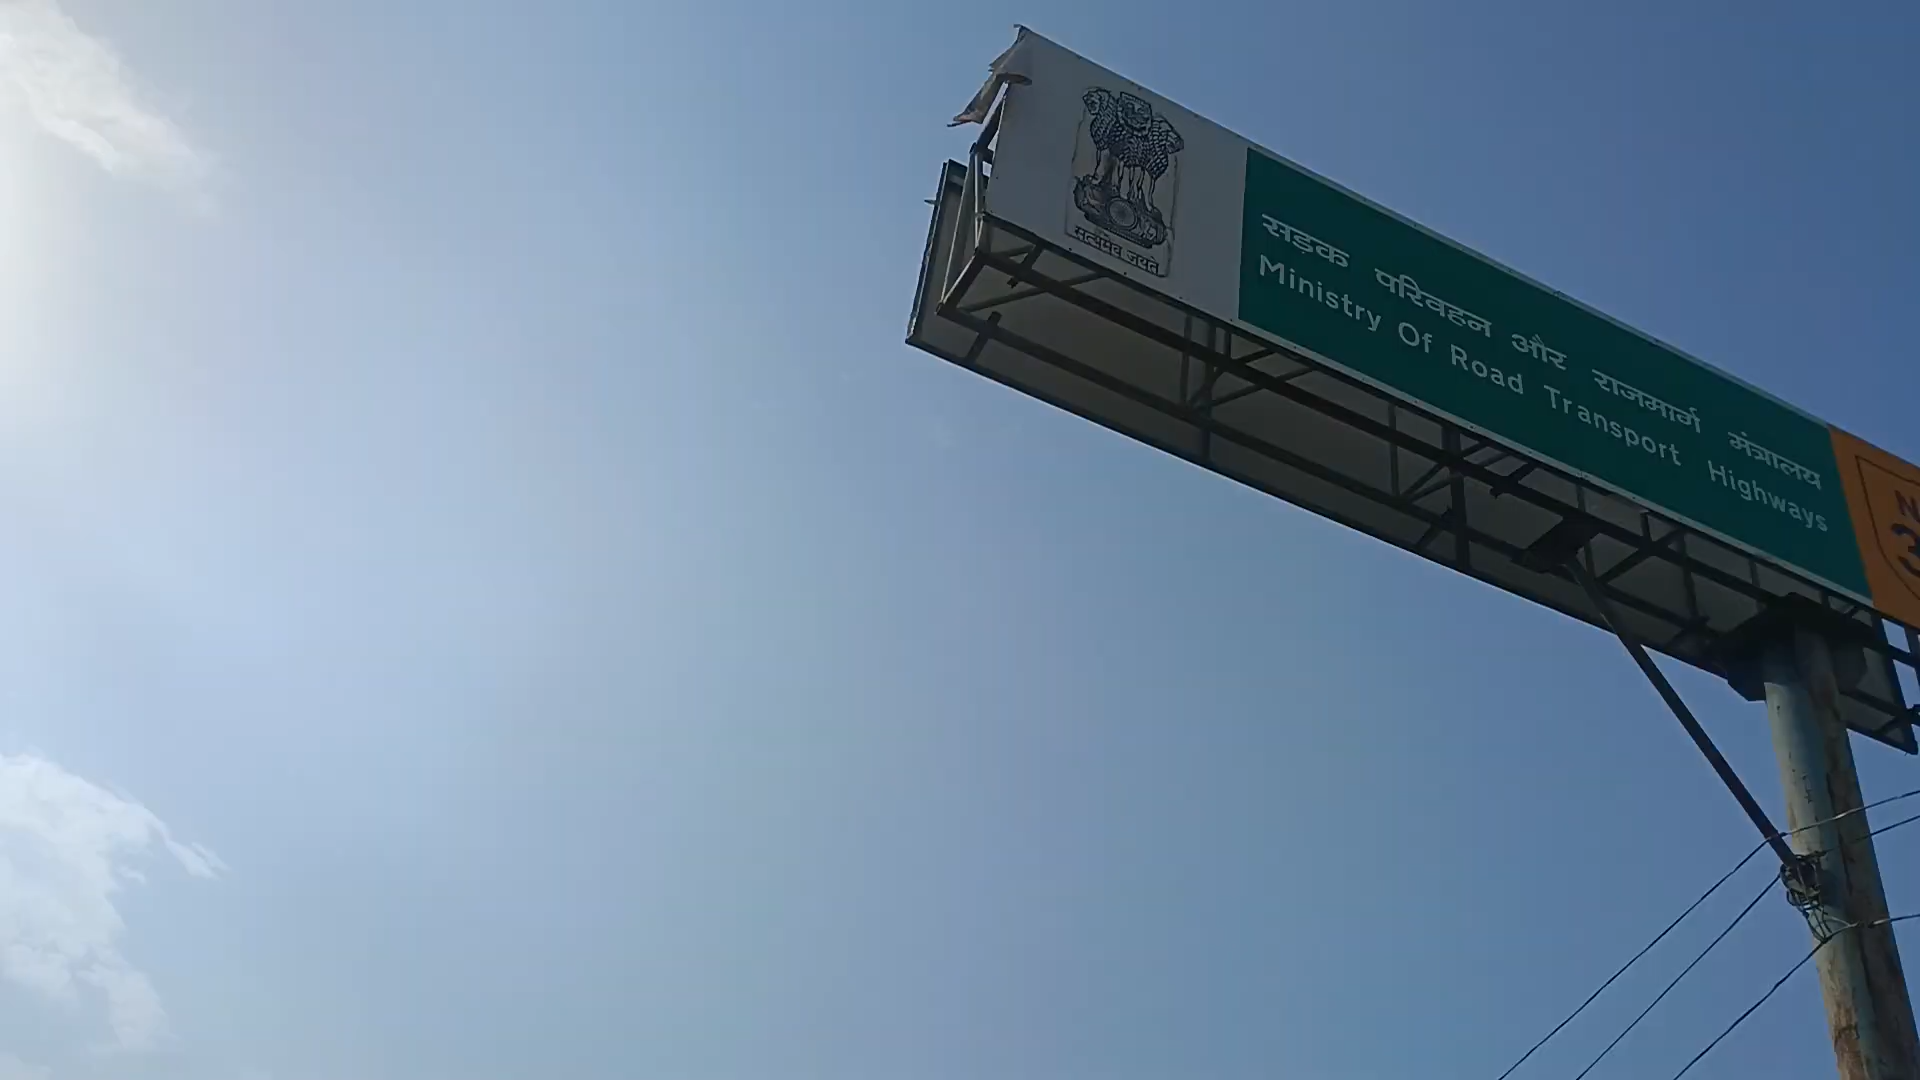 सत्यमेव जयते
सड़क परिवहन और राजमार्ग मंत्रालय
Ministry Of Road Transport Highways